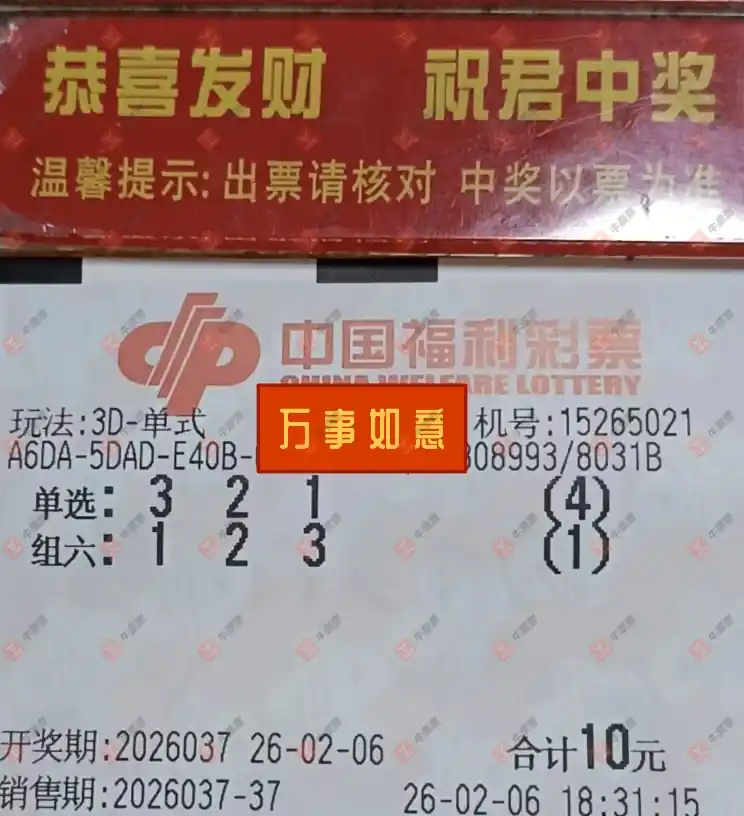 恭喜发财 祝君中奖
温馨提示:出票请核对 中奖以票为准
中国福利彩票
CHINA WELFARE LOTTERY
玩法:3D-单式 机号:15265021
万事如意
A6DA-5DAD-E40B- 08993/8031B
单选: 3 2 1 (4)
组六: 1 2 3 (1)
开奖期:2026037 26-02-06 合计10元
销售期:2026037-37 26-02-06 18:31:15